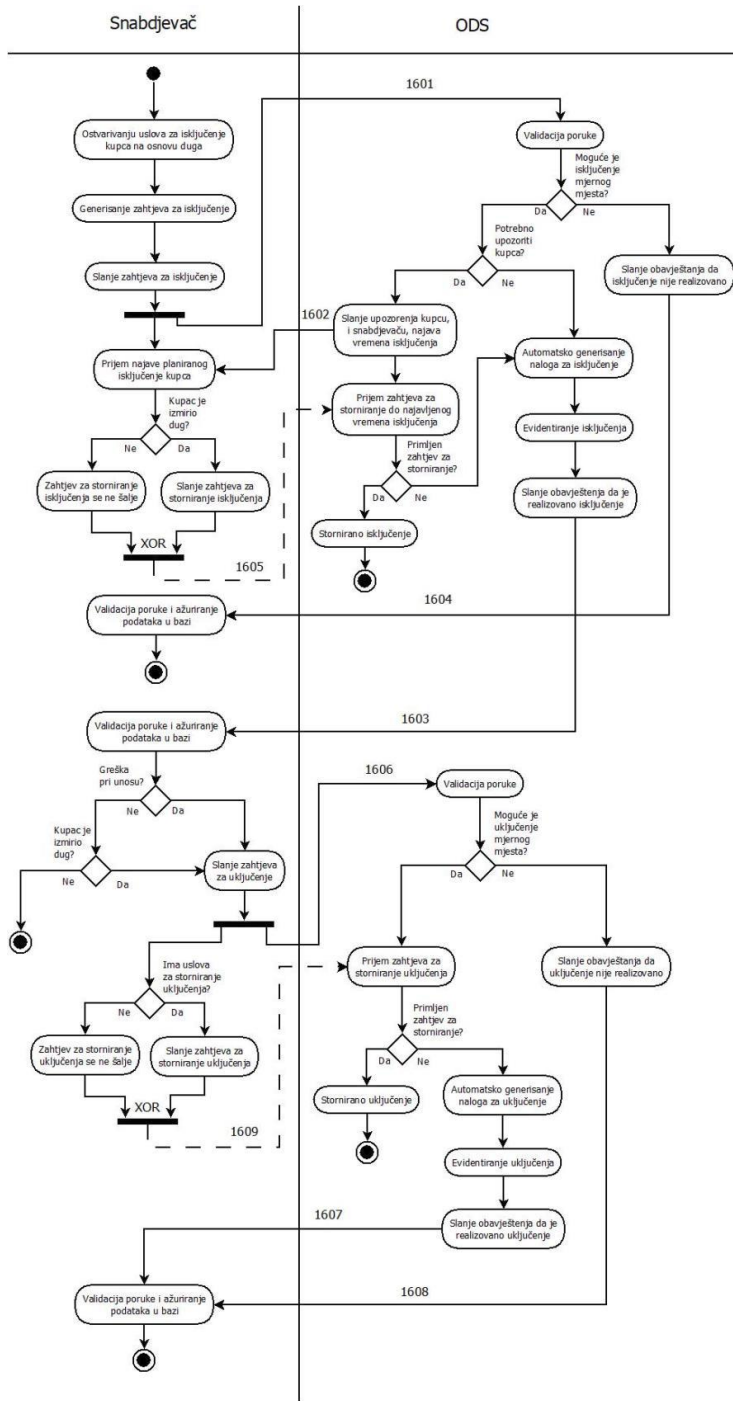 Snabdjevač
ODS
1601
Ostvarivanju uslova za isključenje
kupca na osnovu duga
Validacija poruke
Moguće je
isključenje
mjernog
mjesta?
Da
Ne
Generisanje zahtjeva za isključenje
Potrebno
upozoriti
kupca?
Da
Ne
Slanje obavještanja da
isključenje nije realizovano
Slanje zahtjeva za isključenje
1602
Slanje upozorenja kupcu,
i snabdjevaču, najava
vremena isključenja
Prijem najave planiranog
isključenje kupca
Automatsko generisanje
naloga za isključenje
Kupac je
izmirio
dug?
Ne
Da
Prijem zahtjeva za
storniranje do najavljenog
vremena isključenja
Evidentiranje isključenja
Primljen
zahtjev za
storniranje?
Da
Ne
Zahtjev za storniranje
isključenja se ne šalje
Slanje zahtjeva za
storniranje isključenja
Slanje obavještenja da je
realizovano isključenje
Stornirano isključenje
XOR
1605
1604
Validacija poruke i ažuriranje
podataka u bazi
1603
Validacija poruke i ažuriranje
podataka u bazi
Greška
pri unosu?
Ne
Da
1606
Validacija poruke
Moguće je
uključenje
mjernog
mjesta?
Da
Ne
Kupac je
izmirio
dug?
Ne
Da
Slanje zahtjeva
za uključenje
Ima uslova
za storniranje
uključenja?
Ne
Da
Prijem zahtjeva za
storniranje uključenja
Slanje obavještanja da
uključenje nije realizovano
Primljen
zahtjev za
storniranje?
Da
Ne
Zahtjev za storniranje
uključenja se ne šalje
Slanje zahtjeva za
storniranje uključenja
Stornirano uključenje
Automatsko generisanje
naloga za uključenje
XOR
1609
Evidentiranje uključenja
1607
Slanje obavještenja da je
realizovano uključenje
1608
Validacija poruke i ažuriranje
podataka u bazi